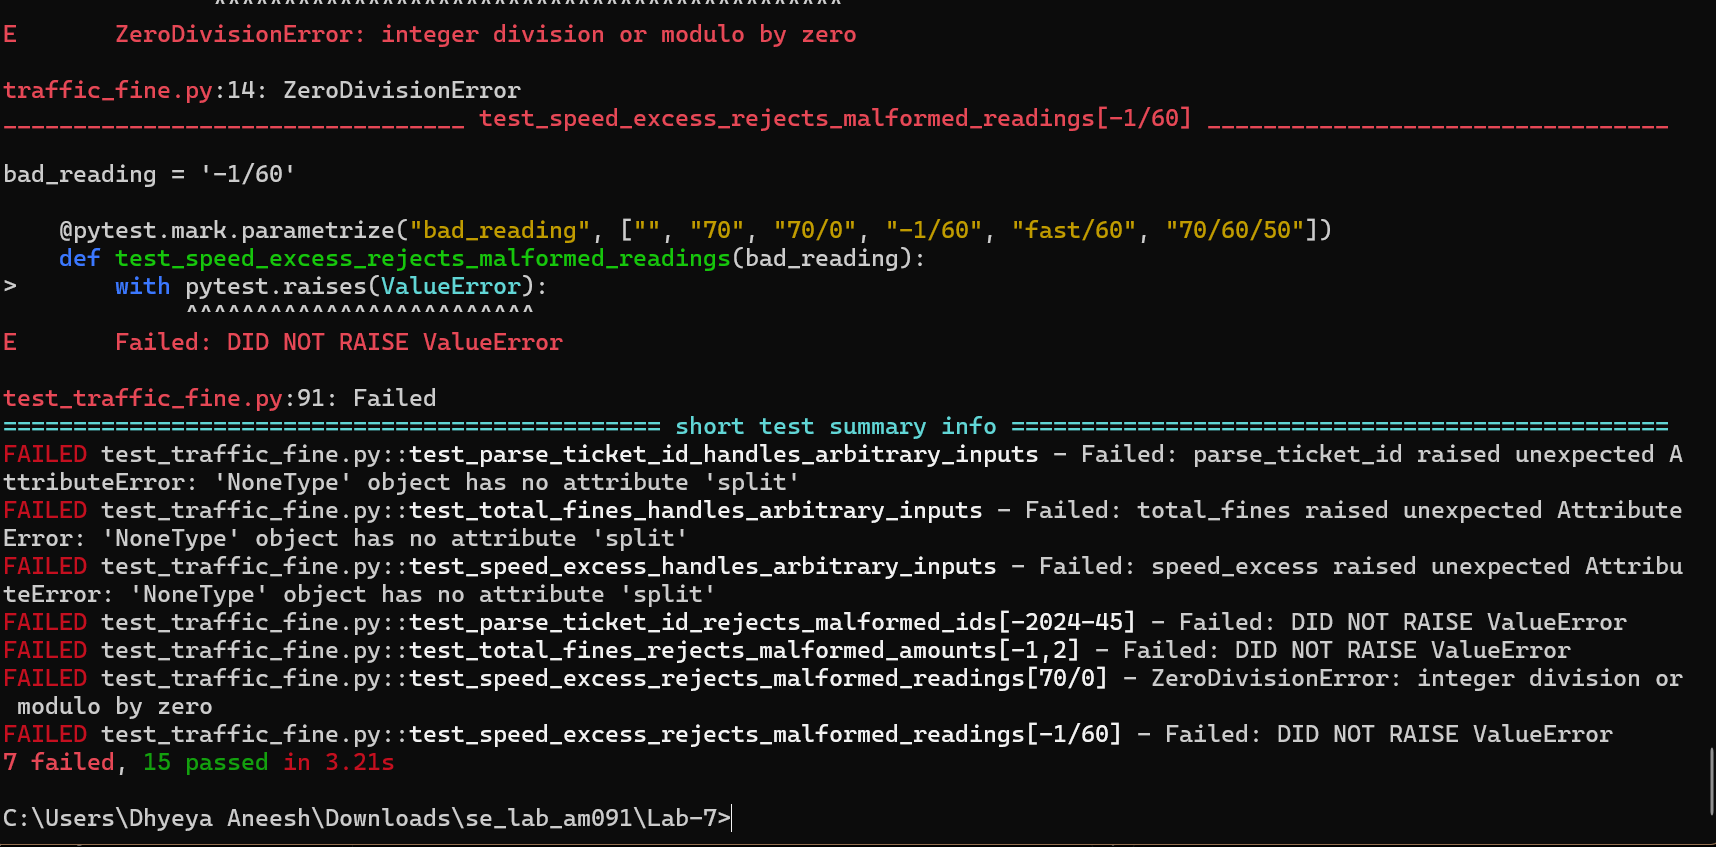 ^^^^^^^^^^^^^^^^^^^^^^^^^^^^^^^^^^^^^^^^^^^^^
E       ZeroDivisionError: integer division or modulo by zero
traffic_fine.py:14: ZeroDivisionError
_________________________________ test_speed_excess_rejects_malformed_readings[-1/60] _________________________________
bad_reading = '-1/60'
    @pytest.mark.parametrize("bad_reading", ["", "70", "70/0", "-1/60", "fast/60", "70/60/50"])
    def test_speed_excess_rejects_malformed_readings(bad_reading):
>       with pytest.raises(ValueError):
             ^^^^^^^^^^^^^^^^^^^^^^^^^
E       Failed: DID NOT RAISE ValueError
test_traffic_fine.py:91: Failed
=============================================== short test summary info ===============================================
FAILED test_traffic_fine.py::test_parse_ticket_id_handles_arbitrary_inputs - Failed: parse_ticket_id raised unexpected A
ttributeError: 'NoneType' object has no attribute 'split'
FAILED test_traffic_fine.py::test_total_fines_handles_arbitrary_inputs - Failed: total_fines raised unexpected Attribute
Error: 'NoneType' object has no attribute 'split'
FAILED test_traffic_fine.py::test_speed_excess_handles_arbitrary_inputs - Failed: speed_excess raised unexpected Attribu
teError: 'NoneType' object has no attribute 'split'
FAILED test_traffic_fine.py::test_parse_ticket_id_rejects_malformed_ids[-2024-45] - Failed: DID NOT RAISE ValueError
FAILED test_traffic_fine.py::test_total_fines_rejects_malformed_amounts[-1,2] - Failed: DID NOT RAISE ValueError
FAILED test_traffic_fine.py::test_speed_excess_rejects_malformed_readings[70/0] - ZeroDivisionError: integer division or
 modulo by zero
FAILED test_traffic_fine.py::test_speed_excess_rejects_malformed_readings[-1/60] - Failed: DID NOT RAISE ValueError
7 failed, 15 passed in 3.21s
C:\Users\Dhyeya Aneesh\Downloads\se_lab_am091\Lab-7>